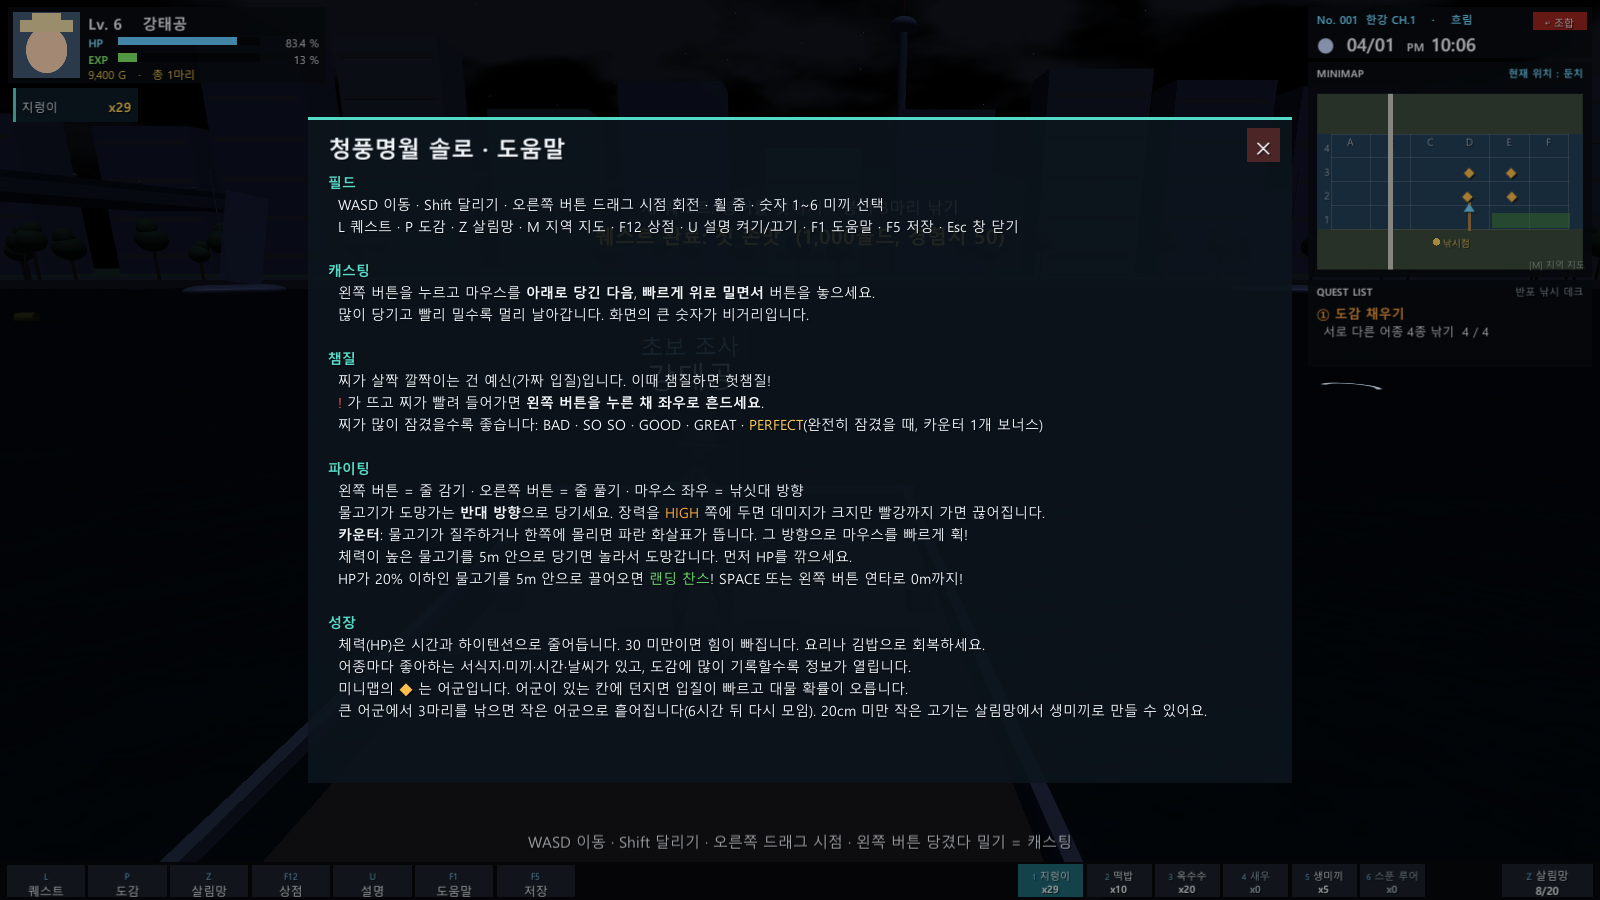 Lv. 6 강태공
HP 83.4 %
EXP 13 %
9,400 G · 총 1마리
지렁이 x29
No. 001 한강 CH.1 · 흐림
조합
04/01 PM 10:06
MINIMAP 현재 위치 : 둔치
A C D E F
4
3
2
1
낚시점
[M] 지역 지도
QUEST LIST 반포 낚시 데크
① 도감 채우기
서로 다른 어종 4종 낚기 4 / 4
청풍명월 솔로 · 도움말
×
필드
WASD 이동 · Shift 달리기 · 오른쪽 버튼 드래그 시점 회전 · 휠 줌 · 숫자 1~6 미끼 선택
L 퀘스트 · P 도감 · Z 살림망 · M 지역 지도 · F12 상점 · U 설명 켜기/끄기 · F1 도움말 · F5 저장 · Esc 창 닫기
퀘스트 완료: 첫 손맛 (1,000골드, 경험치 50)
캐스팅
왼쪽 버튼을 누르고 마우스를 아래로 당긴 다음, 빠르게 위로 밀면서 버튼을 놓으세요.
많이 당기고 빨리 밀수록 멀리 날아갑니다. 화면의 큰 숫자가 비거리입니다.
초보 조사
강태공
챔질
찌가 살짝 깔짝이는 건 예신(가짜 입질)입니다. 이때 챔질하면 헛챔질!
! 가 뜨고 찌가 빨려 들어가면 왼쪽 버튼을 누른 채 좌우로 흔드세요.
찌가 많이 잠겼을수록 좋습니다: BAD · SO SO · GOOD · GREAT · PERFECT(완전히 잠겼을 때, 카운터 1개 보너스)
파이팅
왼쪽 버튼 = 줄 감기 · 오른쪽 버튼 = 줄 풀기 · 마우스 좌우 = 낚싯대 방향
물고기가 도망가는 반대 방향으로 당기세요. 장력을 HIGH 쪽에 두면 데미지가 크지만 빨강까지 가면 끊어집니다.
카운터: 물고기가 질주하거나 한쪽에 몰리면 파란 화살표가 뜹니다. 그 방향으로 마우스를 빠르게 휙!
체력이 높은 물고기를 5m 안으로 당기면 놀라서 도망갑니다. 먼저 HP를 깎으세요.
HP가 20% 이하인 물고기를 5m 안으로 끌어오면 랜딩 찬스! SPACE 또는 왼쪽 버튼 연타로 0m까지!
성장
체력(HP)은 시간과 하이텐션으로 줄어듭니다. 30 미만이면 힘이 빠집니다. 요리나 김밥으로 회복하세요.
어종마다 좋아하는 서식지·미끼·시간·날씨가 있고, 도감에 많이 기록할수록 정보가 열립니다.
미니맵의 ◆ 는 어군입니다. 어군이 있는 칸에 던지면 입질이 빠르고 대물 확률이 오릅니다.
큰 어군에서 3마리를 낚으면 작은 어군으로 흩어집니다(6시간 뒤 다시 모임). 20cm 미만 작은 고기는 살림망에서 생미끼로 만들 수 있어요.
WASD 이동 · Shift 달리기 · 오른쪽 드래그 시점 · 왼쪽 버튼 당겼다 밀기 = 캐스팅
L 퀘스트
P 도감
Z 살림망
F12 상점
U 설명
F1 도움말
F5 저장
1 지렁이 x29
2 떡밥 x10
3 옥수수 x20
4 새우 x0
5 생미끼 x5
6 스푼 루어 x0
Z 살림망 8/20